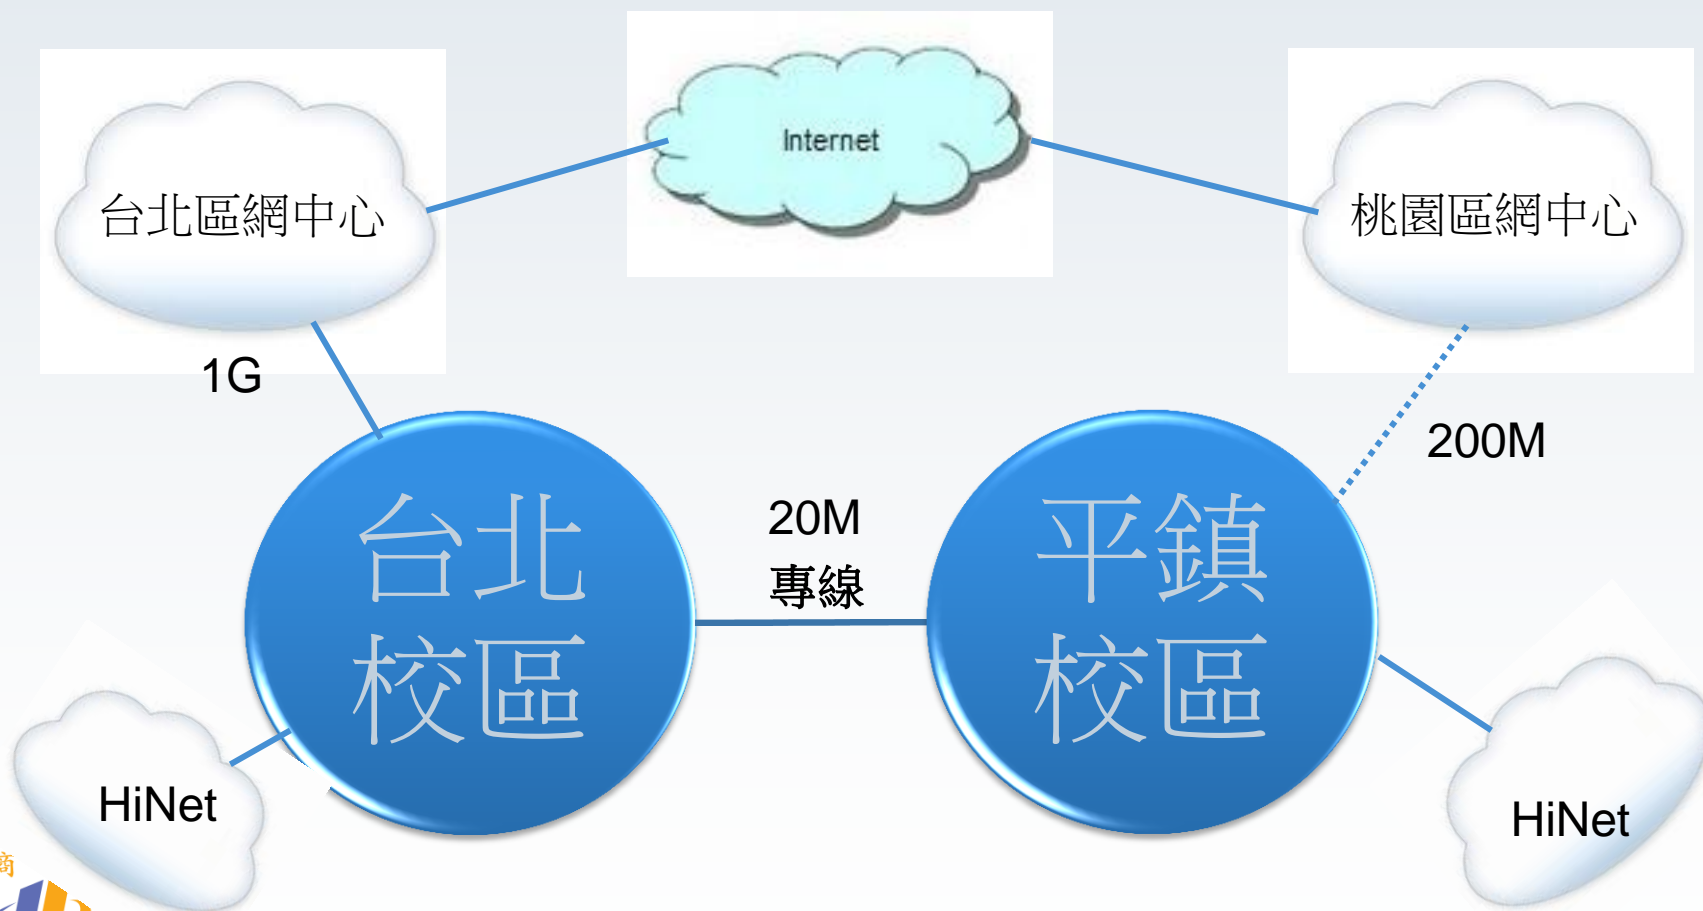 Internet
台北區網中心
桃園區網中心
1G
200M
20M
專線
台北
校區
平鎮
校區
HiNet
HiNet
商